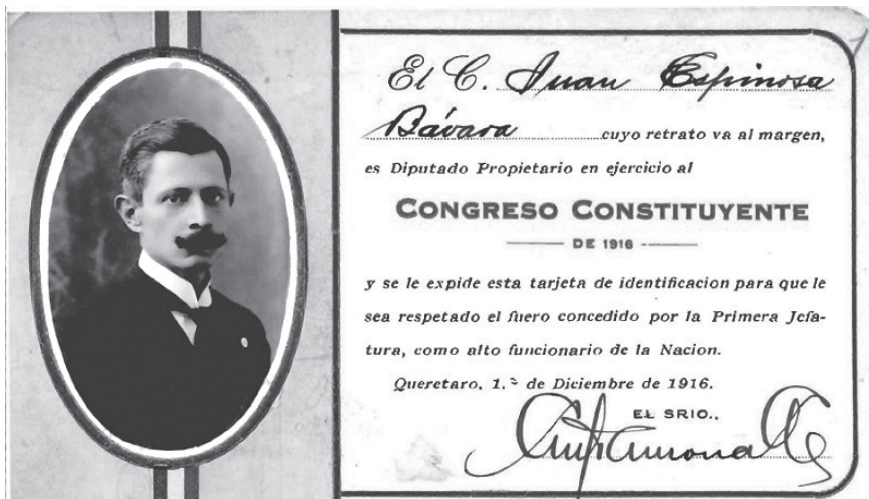 El C. Juan Espinosa
Bávara cuyo retrato va al margen,
es Diputado Propietario en ejercicio al
CONGRESO CONSTITUYENTE
DE 1916
y se le expide esta tarjeta de identificacion para que le
sea respetado el fuero concedido por la Primera Jefa-
tura, como alto funcionario de la Nacion.
Queretaro, 1.º de Diciembre de 1916.
EL SRIO.,